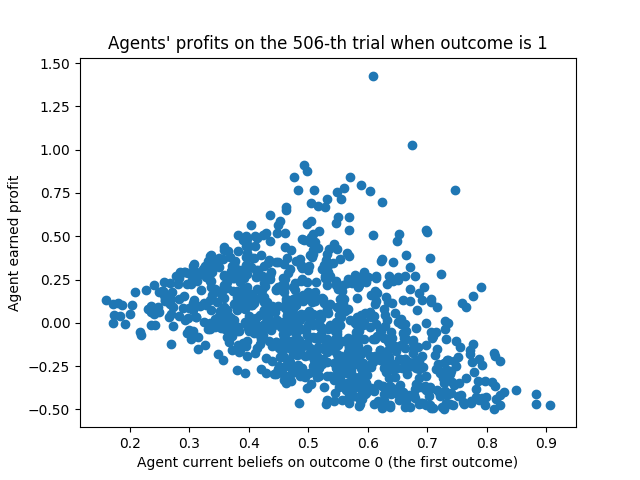 Agents' profits on the 506-th trial when outcome is 1
1.50
1.25
1.00
0.75
0.50
0.25
0.00
−0.25
−0.50
Agent earned profit
0.2 0.3 0.4 0.5 0.6 0.7 0.8 0.9
Agent current beliefs on outcome 0 (the first outcome)